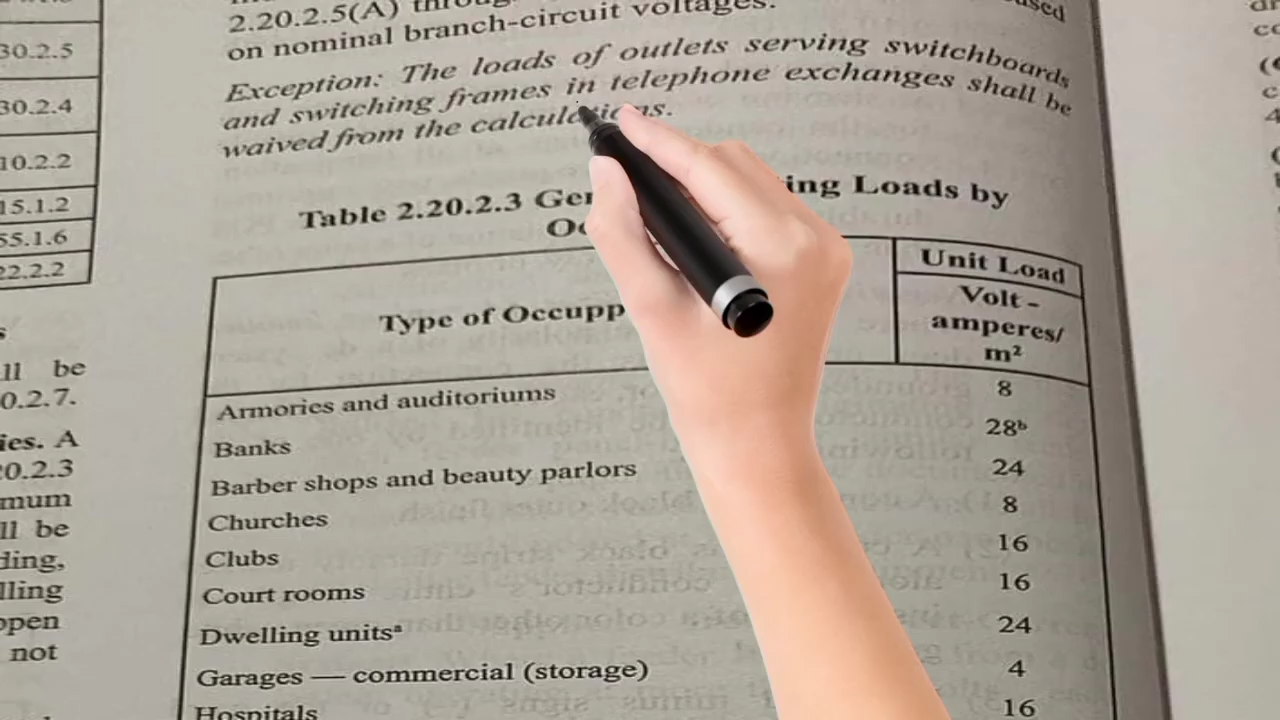 30.2.5
30.2.4
10.2.2
15.1.2
55.1.6
22.2.2
ll be
0.2.7.
ies. A
20.2.3
mum
ll be
ding,
lling
open
not
2.20.2.5(A)
on nominal branch-circuit voltages.
Exception: The loads of outlets serving switchboards
and switching frames in telephone exchanges shall be
waived from the calculations.
Table 2.20.2.3 Gen ing Loads by
Oc
Type of Occup
Unit Load
Volt -
amperes/
m²
Armories and auditoriums 8
Banks 28ᵇ
Barber shops and beauty parlors 24
Churches 8
Clubs 16
Court rooms 16
Dwelling unitsᵃ 24
Garages — commercial (storage) 4
Hospitals 16